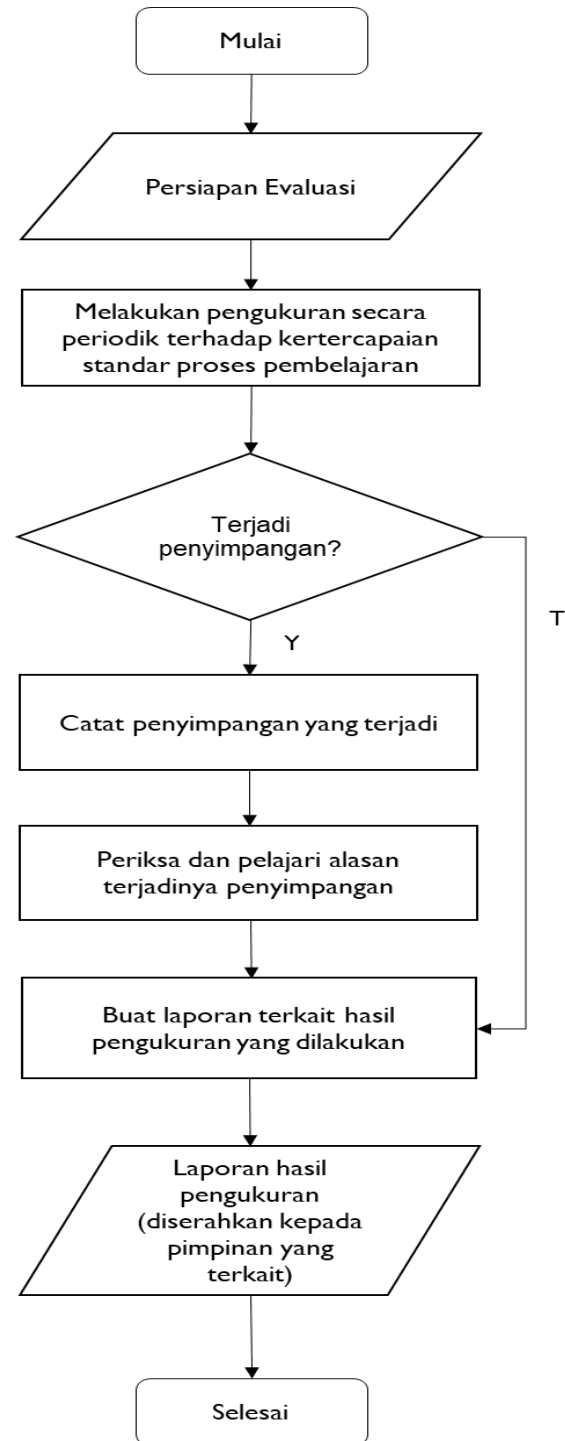 Mulai
Persiapan Evaluasi
Melakukan pengukuran secara
periodik terhadap kertercapaian
standar proses pembelajaran
Terjadi
penyimpangan?
T
Y
Catat penyimpangan yang terjadi
Periksa dan pelajari alasan
terjadinya penyimpangan
Buat laporan terkait hasil
pengukuran yang dilakukan
Laporan hasil
pengukuran
(diserahkan kepada
pimpinan yang
terkait)
Selesai